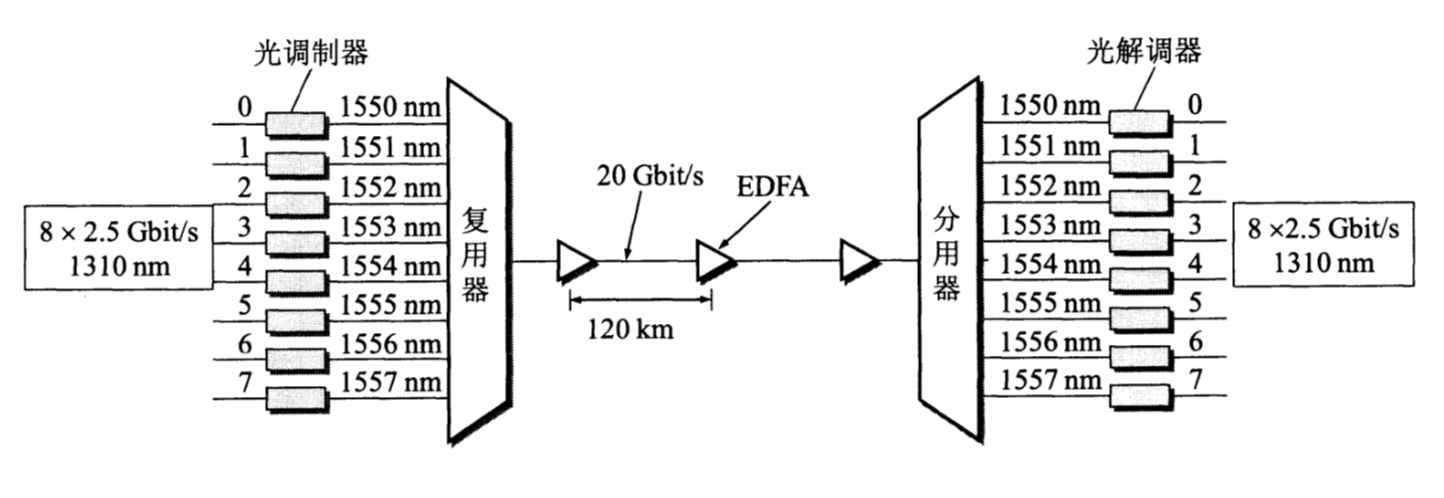 光调制器
光解调器
0 1550 nm
1 1551 nm
2 1552 nm
3 1553 nm
4 1554 nm
5 1555 nm
6 1556 nm
7 1557 nm
8 × 2.5 Gbit/s
1310 nm
复用器
20 Gbit/s
EDFA
120 km
分用器
1550 nm 0
1551 nm 1
1552 nm 2
1553 nm 3
1554 nm 4
1555 nm 5
1556 nm 6
1557 nm 7
8 ×2.5 Gbit/s
1310 nm